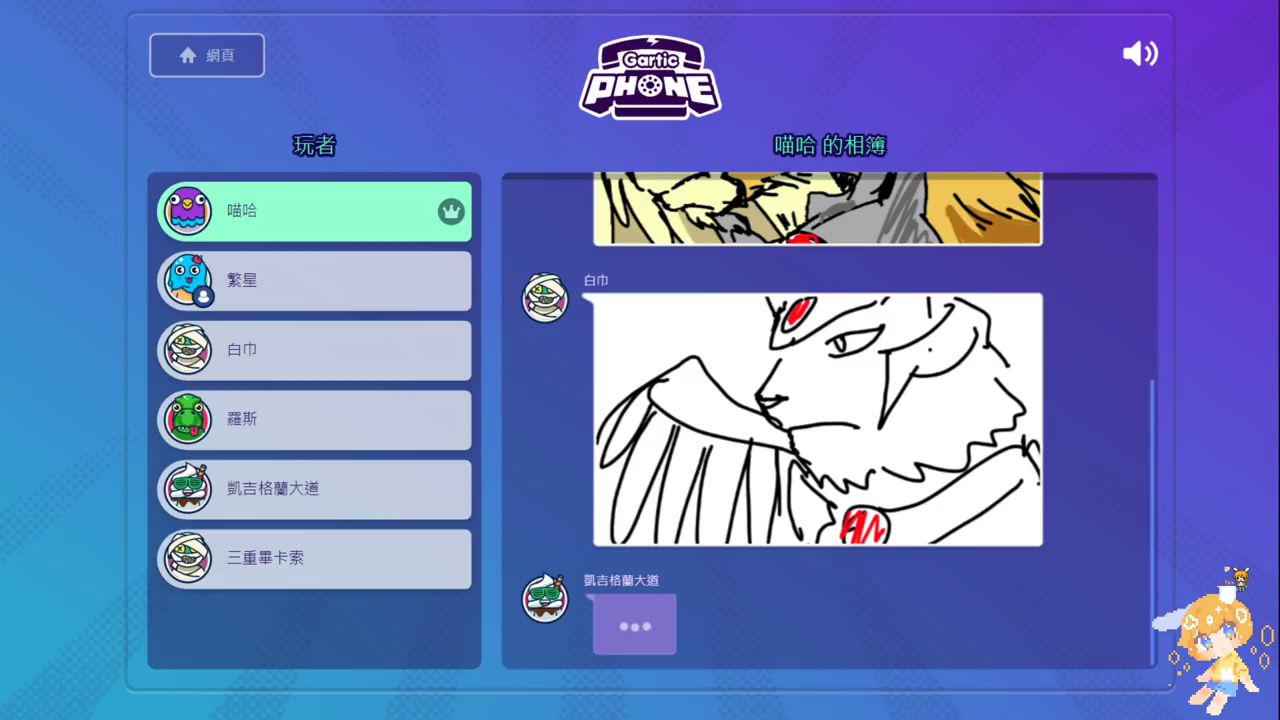 網頁
Gartic
PHONE
玩者
喵哈 的相簿
喵哈
繁星
白巾
羅斯
凱吉格蘭大道
三重畢卡索
白巾
凱吉格蘭大道